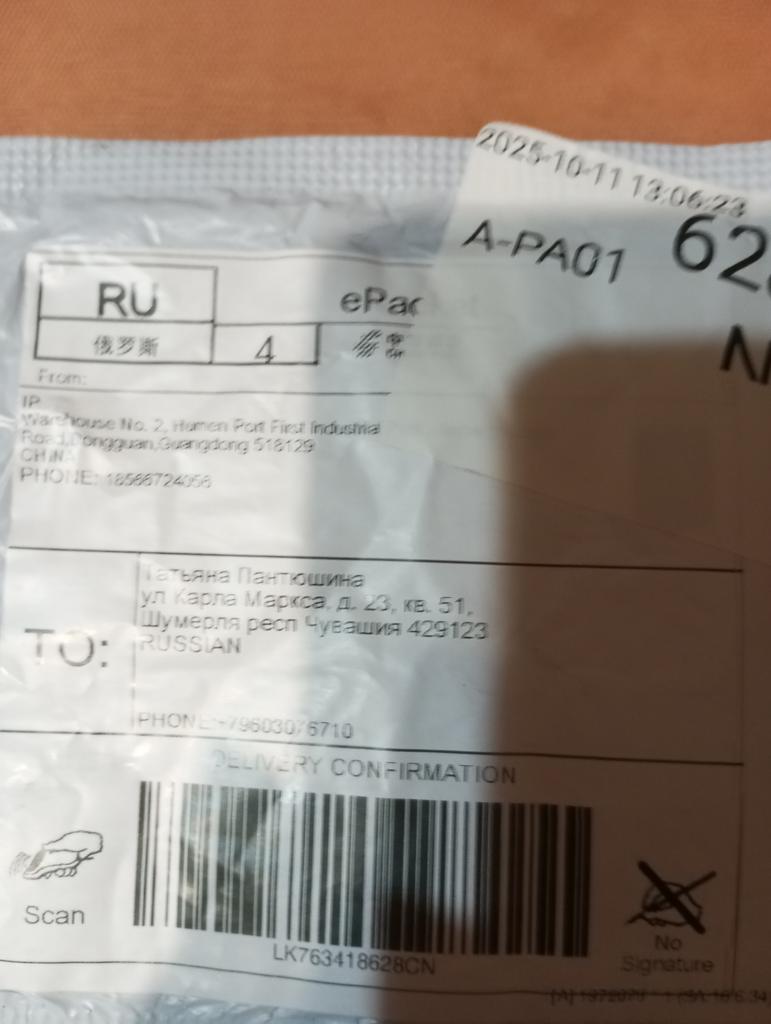 2025-10-11 13:06:23
A-PA01
RU
ePac
俄罗斯
4
From:
IP
Warehouse No. 2, Humen Port First Industrial
Road,Dongguan,Guangdong 518129
CHINA
PHONE: 18566724056
TO:
Татьяна Пантюшина
ул Карла Маркса, д. 23, кв. 51,
Шумерля респ Чувашия 429123
RUSSIAN
PHONE:+79603076710
DELIVERY CONFIRMATION
Scan
LK763418628CN
No
Signature